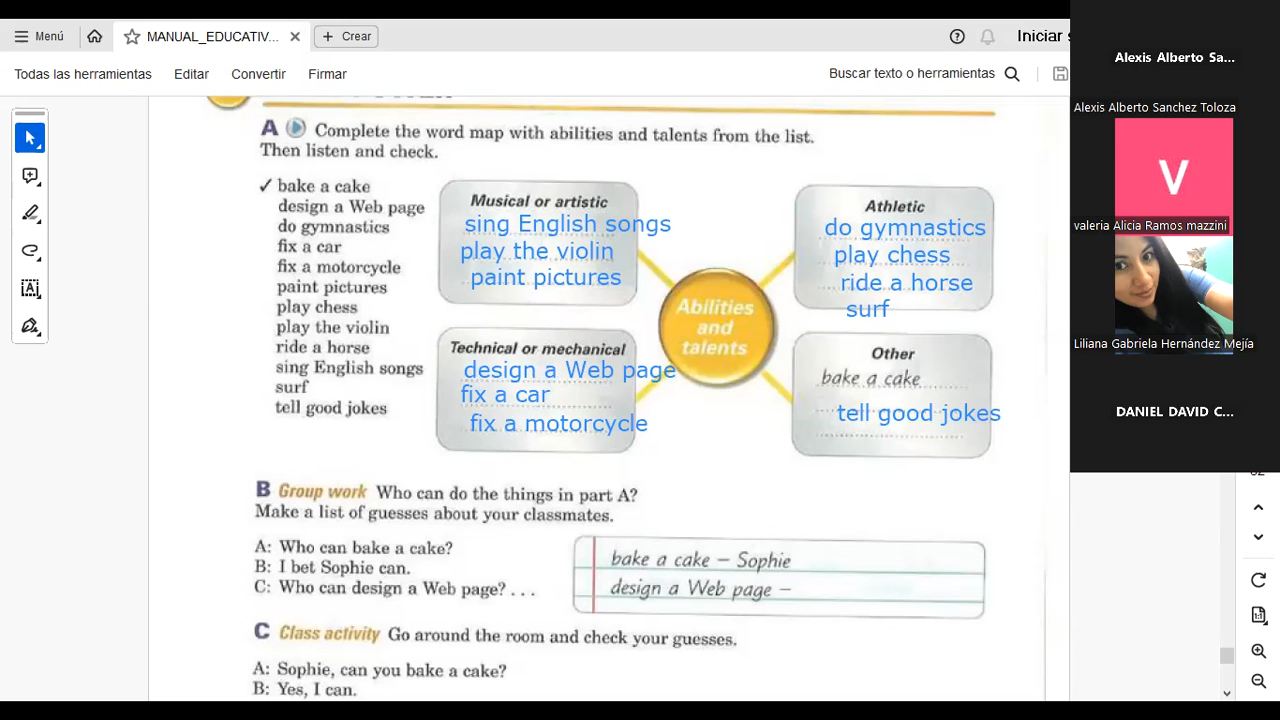 Menú
MANUAL_EDUCATIV...
Crear
Iniciar s
Todas las herramientas
Editar
Convertir
Firmar
Buscar texto o herramientas
A Complete the word map with abilities and talents from the list.
Then listen and check.
✓ bake a cake
design a Web page
do gymnastics
fix a car
fix a motorcycle
paint pictures
play chess
play the violin
ride a horse
sing English songs
surf
tell good jokes
Musical or artistic
sing English songs
play the violin
paint pictures
Athletic
do gymnastics
play chess
ride a horse
surf
Abilities
and
talents
Technical or mechanical
design a Web page
fix a car
fix a motorcycle
Other
bake a cake
tell good jokes
B Group work Who can do the things in part A?
Make a list of guesses about your classmates.
A: Who can bake a cake?
B: I bet Sophie can.
C: Who can design a Web page? . . .
bake a cake – Sophie
design a Web page –
C Class activity Go around the room and check your guesses.
A: Sophie, can you bake a cake?
B: Yes, I can.
Alexis Alberto Sa...
Alexis Alberto Sanchez Toloza
V
valeria Alicia Ramos mazzini
Liliana Gabriela Hernández Mejía
DANIEL DAVID C...